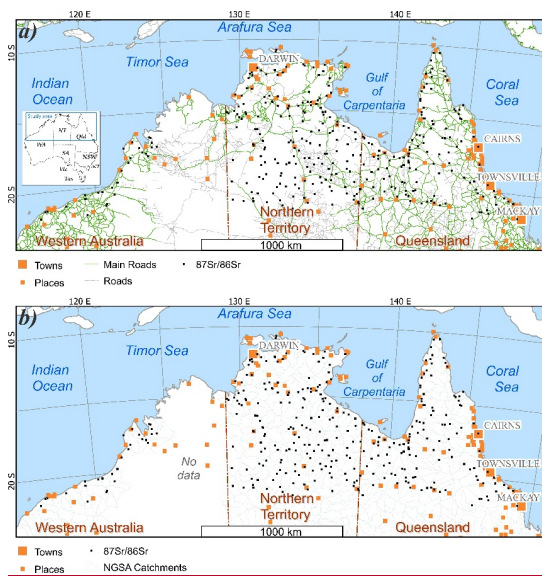 120 E 130 E 140 E
Arafura Sea
a)
10 S
Timor Sea
DARWIN
Indian
Ocean
Gulf
of
Carpentaria
Coral
Sea
Study area
NT
Qld
WA
SA
NSW
Vic
Tas
CAIRNS
TOWNSVILLE
20 S
MACKAY
Northern
Territory
Western Australia
Queensland
1000 km
Towns Main Roads 87Sr/86Sr
Places Roads
120 E 130 E 140 E
Arafura Sea
b)
10 S
Timor Sea
DARWIN
Indian
Ocean
Gulf
of
Carpentaria
Coral
Sea
CAIRNS
No
data
TOWNSVILLE
20 S
MACKAY
Northern
Territory
Western Australia
Queensland
1000 km
Towns 87Sr/86Sr
Places NGSA Catchments